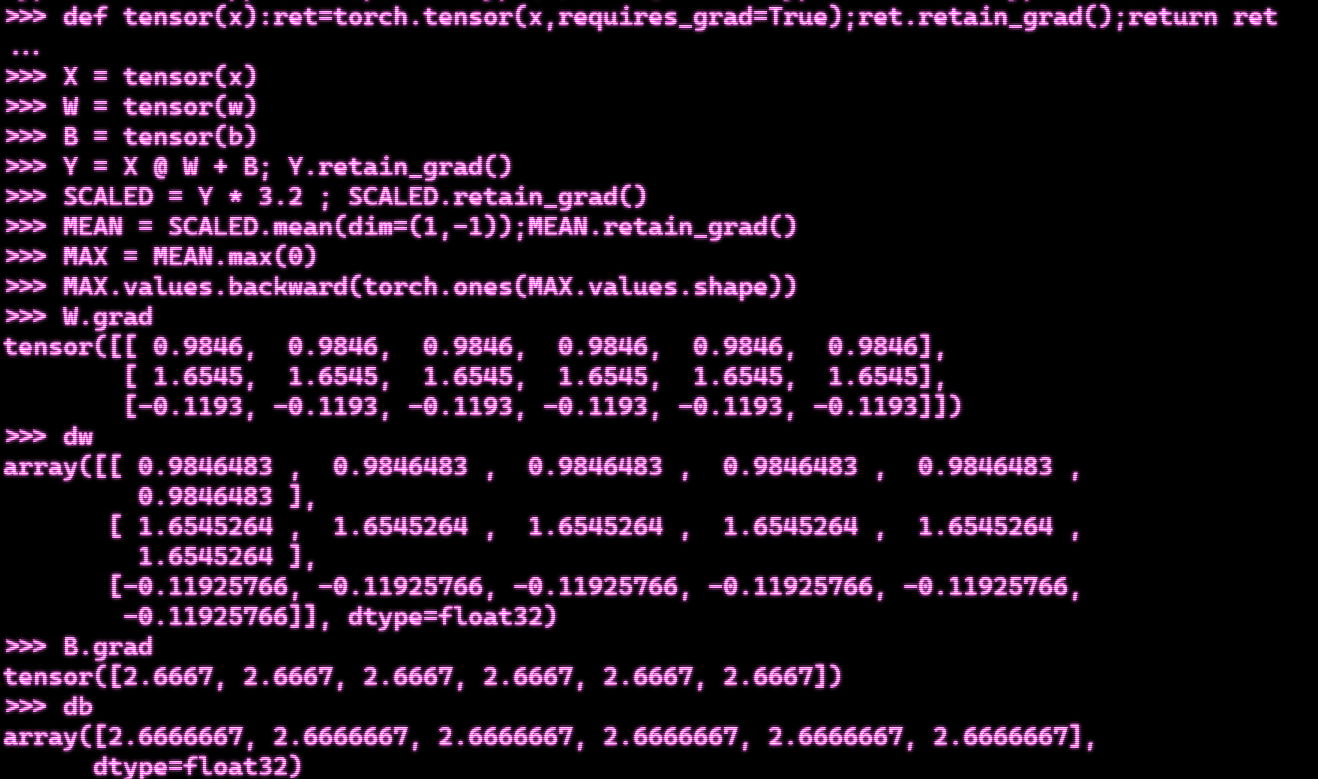 >>> def tensor(x):ret=torch.tensor(x,requires_grad=True);ret.retain_grad();return ret
...
>>> X = tensor(x)
>>> W = tensor(w)
>>> B = tensor(b)
>>> Y = X @ W + B; Y.retain_grad()
>>> SCALED = Y * 3.2 ; SCALED.retain_grad()
>>> MEAN = SCALED.mean(dim=(1,-1));MEAN.retain_grad()
>>> MAX = MEAN.max(0)
>>> MAX.values.backward(torch.ones(MAX.values.shape))
>>> W.grad
tensor([[ 0.9846,  0.9846,  0.9846,  0.9846,  0.9846,  0.9846],
        [ 1.6545,  1.6545,  1.6545,  1.6545,  1.6545,  1.6545],
        [-0.1193, -0.1193, -0.1193, -0.1193, -0.1193, -0.1193]])
>>> dw
array([[ 0.9846483 ,  0.9846483 ,  0.9846483 ,  0.9846483 ,  0.9846483 ,
         0.9846483 ],
       [ 1.6545264 ,  1.6545264 ,  1.6545264 ,  1.6545264 ,  1.6545264 ,
         1.6545264 ],
       [-0.11925766, -0.11925766, -0.11925766, -0.11925766, -0.11925766,
        -0.11925766]], dtype=float32)
>>> B.grad
tensor([2.6667, 2.6667, 2.6667, 2.6667, 2.6667, 2.6667])
>>> db
array([2.6666667, 2.6666667, 2.6666667, 2.6666667, 2.6666667, 2.6666667],
      dtype=float32)